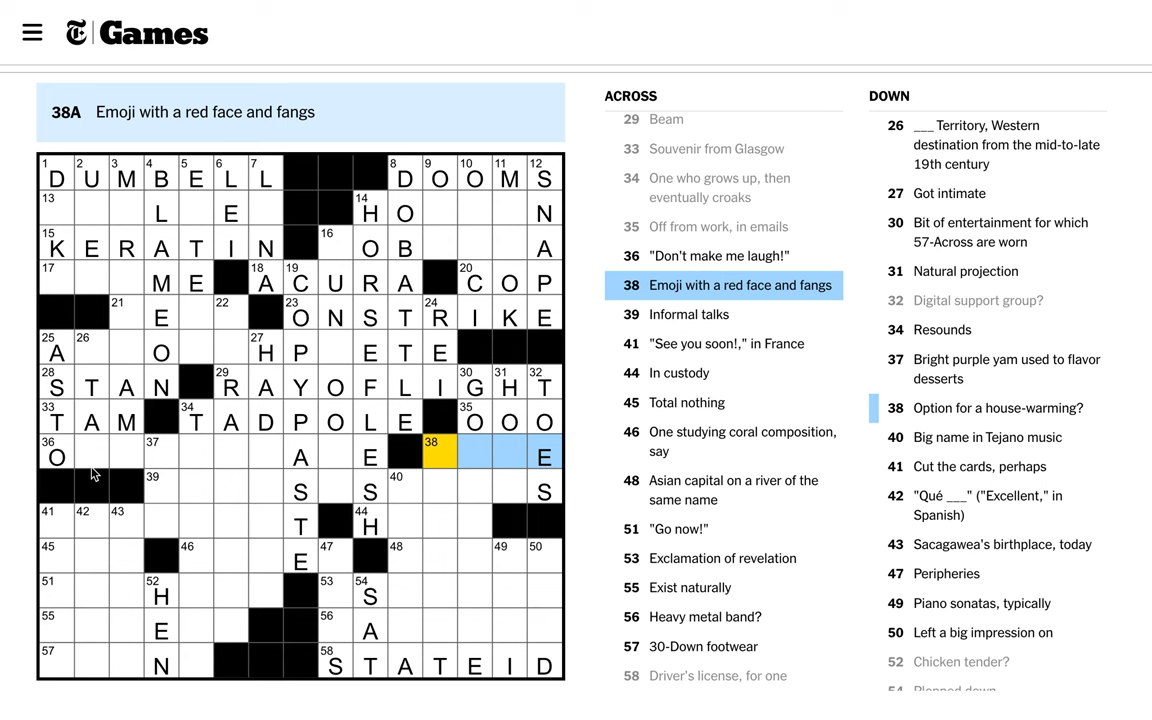 T Games
38A Emoji with a red face and fangs
1 2 3 4 5 6 7 8 9 10 11 12
D U M B E L L D O O M S
13 14
L E H O N
15 16
K E R A T I N O B A
17 18 19 20
M E A C U R A C O P
21 22 23 24
E O N S T R I K E
25 26 27
A O H P E T E
28 29 30 31 32
S T A N R A Y O F L I G H T
33 34 35
T A M T A D P O L E O O O
36 37 38
O A E E
39 40
S S S
41 42 43 44
T H
45 46 47 48 49 50
E
51 52 53 54
H S
55 56
E A
57 58
N S T A T E I D
ACROSS
29 Beam
33 Souvenir from Glasgow
34 One who grows up, then
eventually croaks
35 Off from work, in emails
36 "Don't make me laugh!"
38 Emoji with a red face and fangs
39 Informal talks
41 "See you soon!," in France
44 In custody
45 Total nothing
46 One studying coral composition,
say
48 Asian capital on a river of the
same name
51 "Go now!"
53 Exclamation of revelation
55 Exist naturally
56 Heavy metal band?
57 30-Down footwear
58 Driver's license, for one
DOWN
26 ___ Territory, Western
destination from the mid-to-late
19th century
27 Got intimate
30 Bit of entertainment for which
57-Across are worn
31 Natural projection
32 Digital support group?
34 Resounds
37 Bright purple yam used to flavor
desserts
38 Option for a house-warming?
40 Big name in Tejano music
41 Cut the cards, perhaps
42 "Qué ___" ("Excellent," in
Spanish)
43 Sacagawea's birthplace, today
47 Peripheries
49 Piano sonatas, typically
50 Left a big impression on
52 Chicken tender?